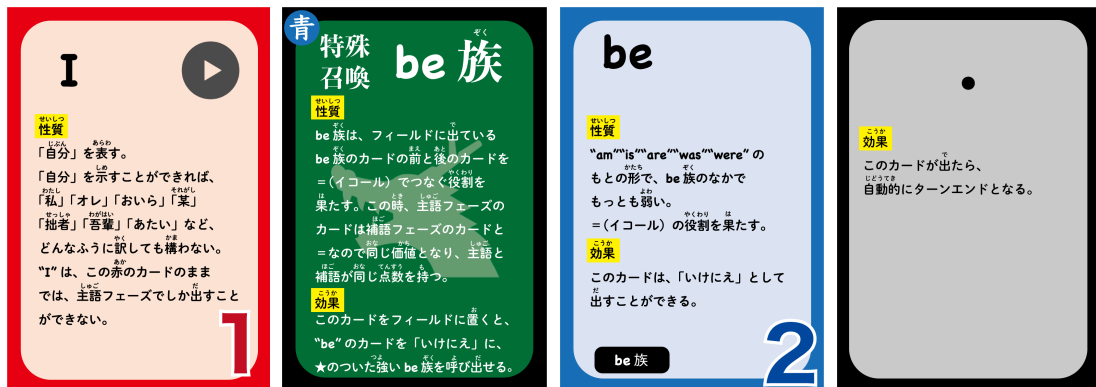 I
性質
「自分」を表す。
「自分」を示すことができれば、
「私」「オレ」「おいら」「某」
「拙者」「吾輩」「あたい」など、
どんなふうに訳しても構わない。
“I” は、この赤のカードのまま
では、主語フェーズでしか出すこと
ができない。
1
青
特殊
召喚
be 族
性質
be 族は、フィールドに出ている
be 族のカードの前と後のカードを
＝（イコール）でつなぐ役割を
果たす。この時、主語フェーズの
カードは補語フェーズのカードと
＝なので同じ価値となり、主語と
補語が同じ点数を持つ。
効果
このカードをフィールドに置くと、
“be” のカードを「いけにえ」に、
★のついた強い be 族を呼び出せる。
be
性質
“am”“is”“are”“was”“were” の
もとの形で、be 族のなかで
もっとも弱い。
＝（イコール）の役割を果たす。
効果
このカードは、「いけにえ」として
出すことができる。
be 族
2
.
効果
このカードが出たら、
自動的にターンエンドとなる。